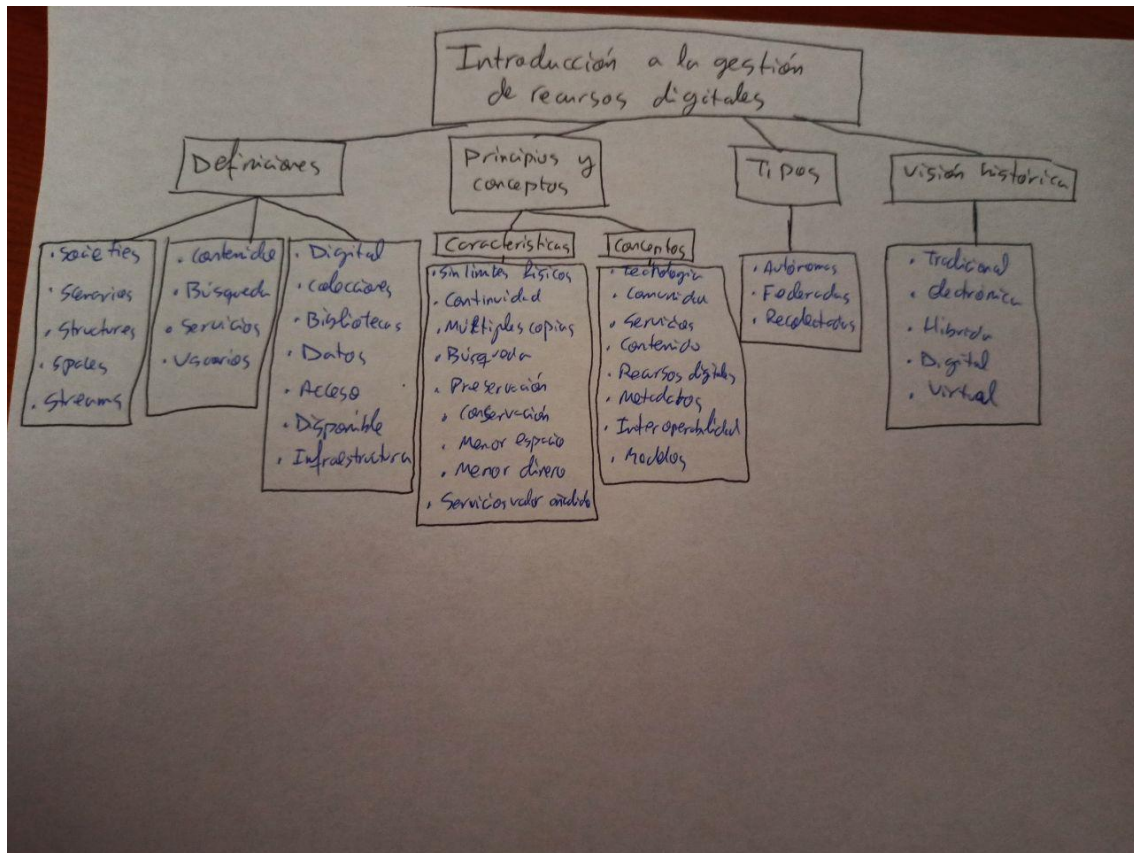 Introducción a la gestión
de recursos digitales
Definiciones
· Societies
· Scenarios
· Structures
· Spaces
· Streams
· Contenido
· Búsqueda
· Servicios
· Usuarios
· Digital
· Colecciones
· Bibliotecas
· Datos
· Acceso
· Disponible
· Infraestructura
Principios y
conceptos
Características
· Sin límites físicos
· Continuidad
· Múltiples copias
· Búsqueda
· Preservación
· Conservación
· Menor espacio
· Menor dinero
· Servicios valor añadido
Conceptos
· Tecnología
· Comunidad
· Servicios
· Contenido
· Recursos digitales
· Metadatos
· Interoperabilidad
· Modelos
Tipos
· Autónomas
· Federadas
· Recolectadas
Visión histórica
· Tradicional
· Electrónica
· Híbrida
· Digital
· Virtual